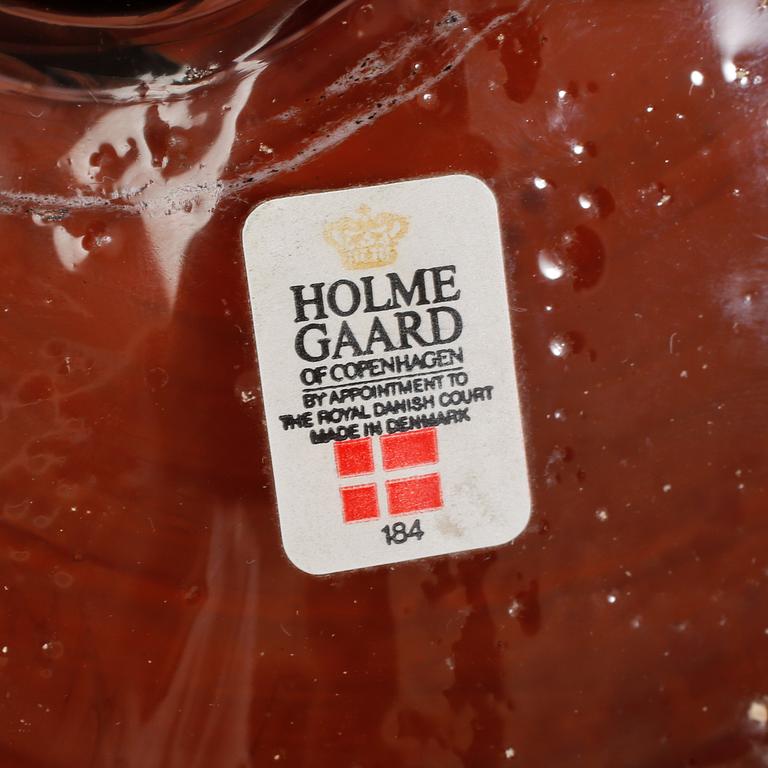 HOLME
GAARD
OF COPENHAGEN
BY APPOINTMENT TO
THE ROYAL DANISH COURT
MADE IN DENMARK
184